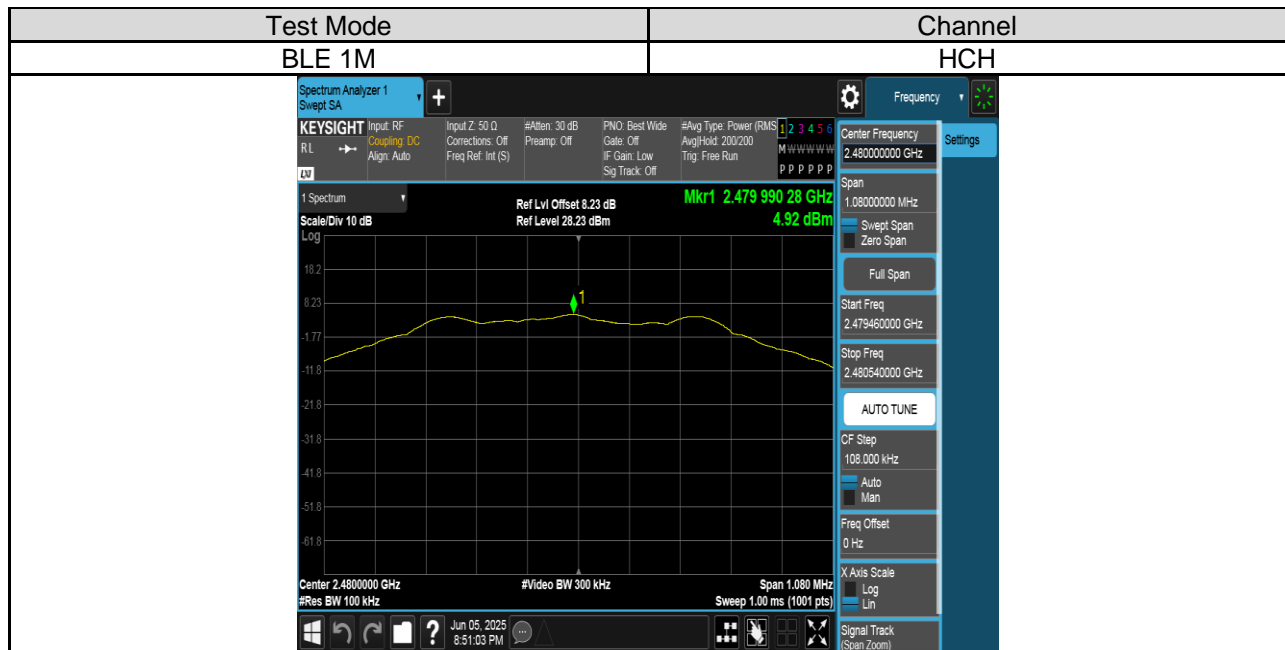 Test Mode
Channel
BLE 1M
HCH
Spectrum Analyzer 1
Swept SA
+
Frequency
KEYSIGHT
RL
LXI
Input: RF
Coupling: DC
Align: Auto
Input Z: 50 Ω
Corrections: Off
Freq Ref: Int (S)
#Atten: 30 dB
Preamp: Off
PNO: Best Wide
Gate: Off
IF Gain: Low
Sig Track: Off
#Avg Type: Power (RMS
Avg|Hold: 200/200
Trig: Free Run
1 2 3 4 5 6
M W W W W W
P P P P P P
1 Spectrum
Scale/Div 10 dB
Log
Ref Lvl Offset 8.23 dB
Ref Level 28.23 dBm
Mkr1 2.479 990 28 GHz
4.92 dBm
18.2
8.23
-1.77
-11.8
-21.8
-31.8
-41.8
-51.8
-61.8
1
Center 2.4800000 GHz
#Res BW 100 kHz
#Video BW 300 kHz
Span 1.080 MHz
Sweep 1.00 ms (1001 pts)
Center Frequency
2.480000000 GHz
Span
1.08000000 MHz
Swept Span
Zero Span
Full Span
Start Freq
2.479460000 GHz
Stop Freq
2.480540000 GHz
AUTO TUNE
CF Step
108.000 kHz
Auto
Man
Freq Offset
0 Hz
X Axis Scale
Log
Lin
Signal Track
(Span Zoom)
Settings
?
Jun 05, 2025
8:51:03 PM